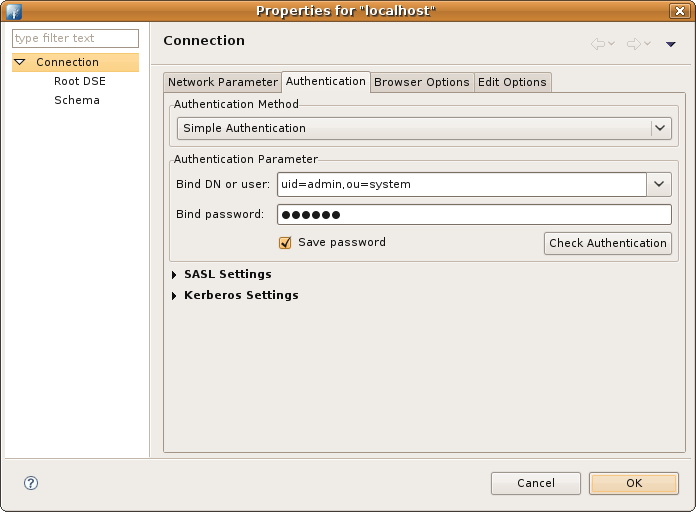 Properties for "localhost"
type filter text
Connection
Root DSE
Schema
Connection
Network Parameter Authentication Browser Options Edit Options
Authentication Method
Simple Authentication
Authentication Parameter
Bind DN or user: uid=admin,ou=system
Bind password: ●●●●●●
Save password Check Authentication
SASL Settings
Kerberos Settings
? Cancel OK